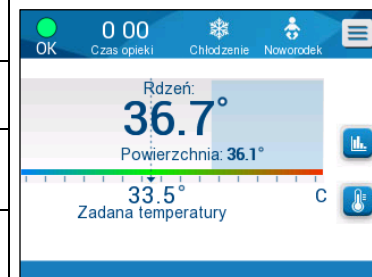 0 00
OK Czas opieki Chłodzenie Noworodek
Rdzeń:
36.7°
Powierzchnia: 36.1°
33.5° C
Zadana temperatury